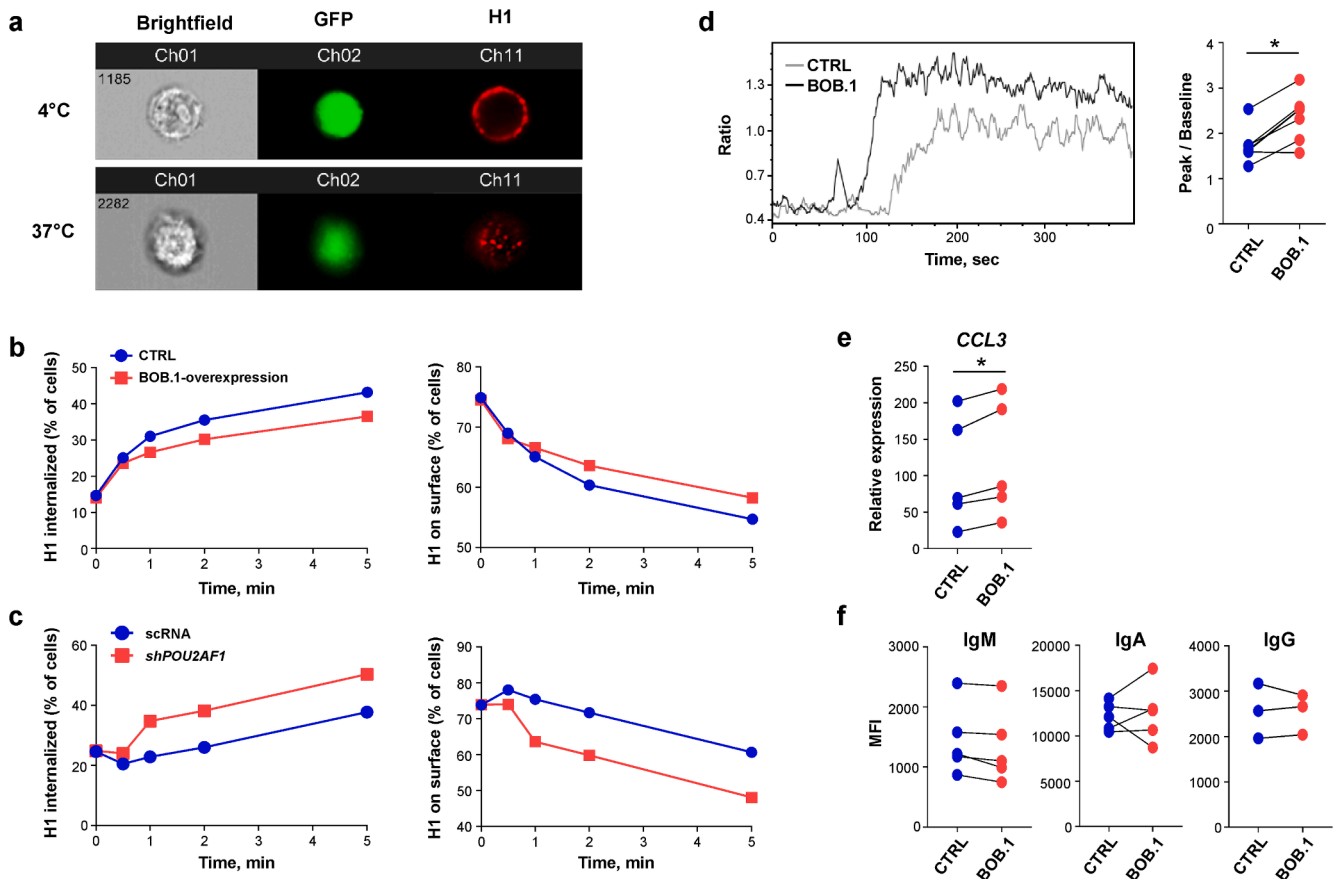 a
Brightfield GFP H1
Ch01 Ch02 Ch11
4°C
1185
Ch01 Ch02 Ch11
37°C
2282
b
H1 internalized (% of cells)
50
40
30
20
10
0
CTRL
BOB.1-overexpression
0 1 2 3 4 5
Time, min
H1 on surface (% of cells)
80
70
60
50
0 1 2 3 4 5
Time, min
c
H1 internalized (% of cells)
60
40
20
0
scRNA
shPOU2AF1
0 1 2 3 4 5
Time, min
H1 on surface (% of cells)
90
80
70
60
50
40
0 1 2 3 4 5
Time, min
d
Ratio
1.3
1.0
0.7
0.4
CTRL
BOB.1
0 100 200 300
Time, sec
Peak / Baseline
4
3
2
1
0
*
CTRL BOB.1
e
CCL3
*
Relative expression
250
200
150
100
50
0
CTRL BOB.1
f
IgM
MFI
3000
2000
1000
0
CTRL BOB.1
IgA
20000
15000
10000
5000
0
CTRL BOB.1
IgG
4000
3000
2000
1000
0
CTRL BOB.1